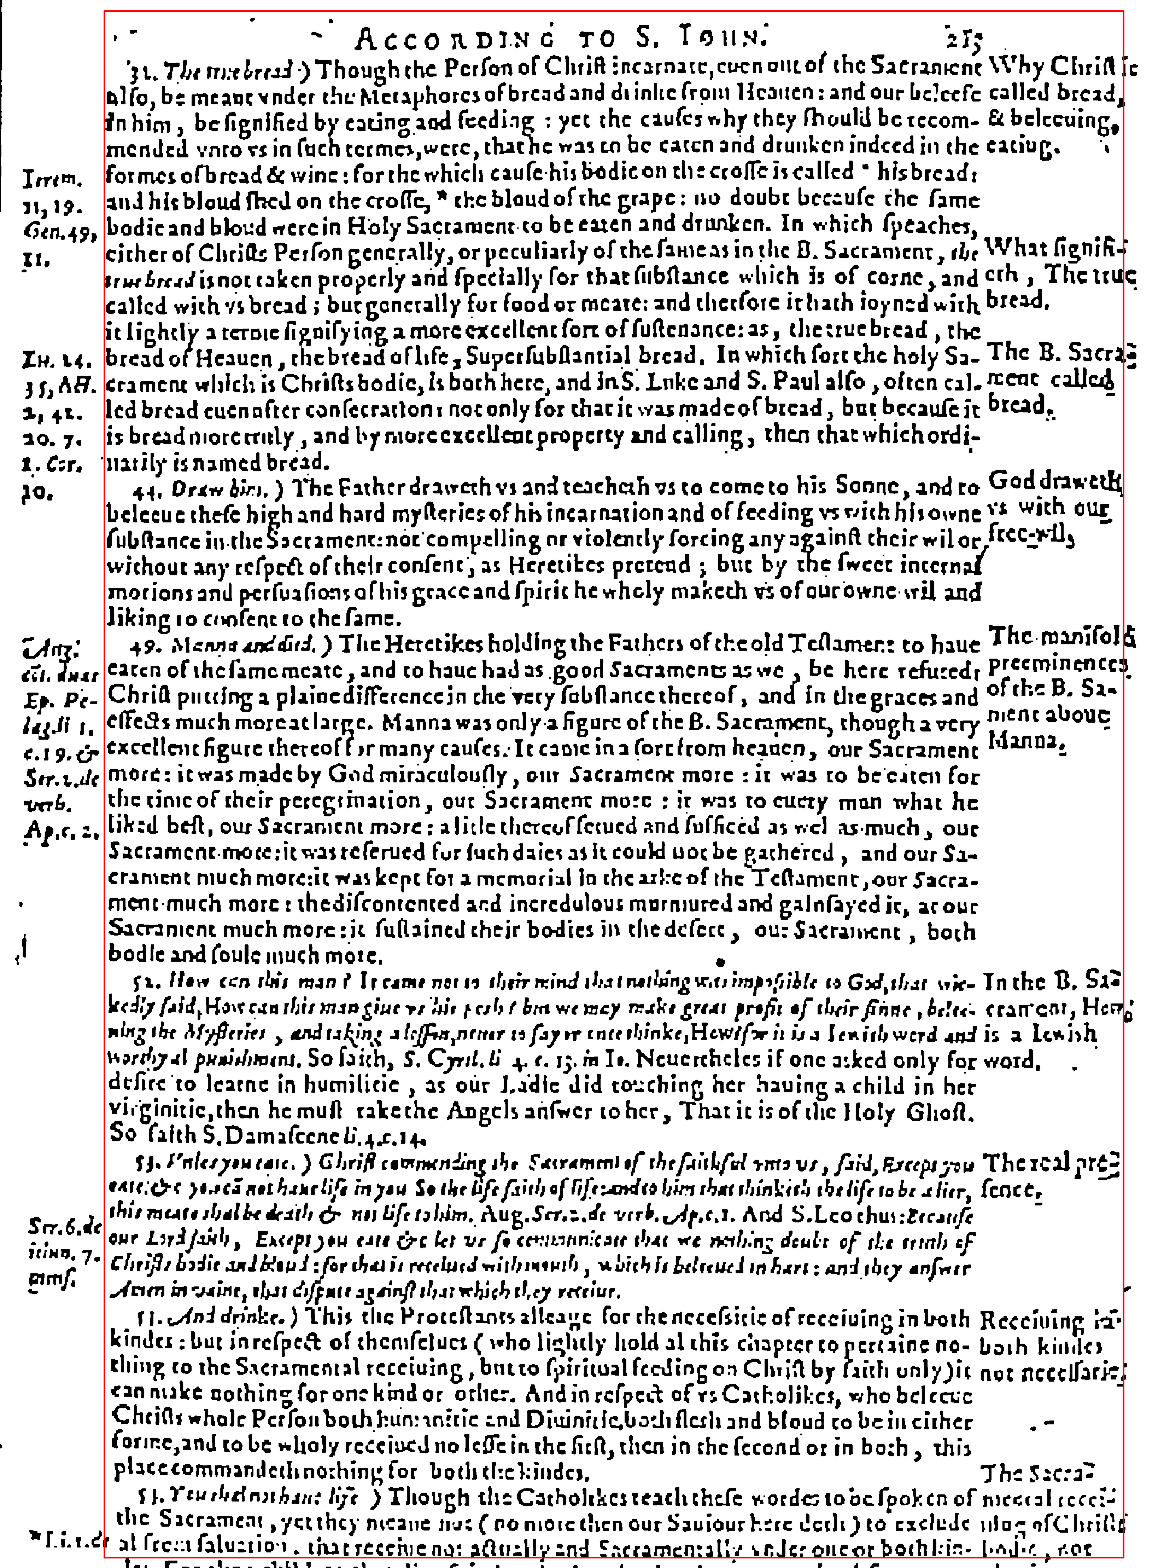 ACCORDING TO S. IOHN. 215
31. The true bread.) Though the Perſon of Chriſt incarnate, euen out of the Sacrament
alſo, be meant vnder the Metaphores of bread and drinke from Heauen: and our beleefe
in him, be ſignified by eating and feeding : yet the cauſes why they ſhould be recom-
mended vnto vs in ſuch termes, were, that he was to be eaten and drunken indeed in the
formes of bread & wine: for the which cauſe his bodie on the croſſe is called * his bread:
and his bloud ſhed on the croſſe, * the bloud of the grape: no doubt becauſe the ſame
bodie and bloud were in Holy Sacrament to be eaten and drunken. In which ſpeaches,
either of Chriſts Perſon generally, or peculiarly of the ſame as in the B. Sacrament, the
true bread is not taken properly and ſpecially for that ſubſtance which is of corne, and
called with vs bread ; but generally for food or meate: and therfore it hath ioyned with
it lightly a terme ſignifying a more excellent ſort of ſuſtenance: as, the true bread, the
bread of Heauen, the bread of life, Superſubſtantial bread. In which ſort the holy Sa-
crament which is Chriſts bodie, is both here, and in S. Luke and S. Paul alſo, often cal-
led bread euen after conſecration: not only for that it was made of bread, but becauſe it
is bread more truly, and by more excellent property and calling, then that which ordi-
narily is named bread.
44. Draw him.) The Father draweth vs and teacheth vs to come to his Sonne, and to
beleeue theſe high and hard myſteries of his incarnation and of feeding vs with his owne
ſubſtance in the Sacrament: not compelling or violently forcing any againſt their wil or
without any reſpect of their conſent, as Heretikes pretend ; but by the ſweet internal
motions and perſuaſions of his grace and ſpirit he wholy maketh vs of our owne wil and
liking to conſent to the ſame.
49. Manna and died.) The Heretikes holding the Fathers of the old Teſtament to haue
eaten of the ſame meate, and to haue had as good Sacraments as we, be here refuted:
Chriſt putting a plaine difference in the very ſubſtance thereof, and in the graces and
effects much more at large. Manna was only a figure of the B. Sacrament, though a very
excellent figure thereof for many cauſes. It came in a ſort from heauen, our Sacrament
more: it was made by God miraculouſly, our Sacrament more : it was to be eaten for
the time of their peregrination, our Sacrament more : it was to euery man what he
liked beſt, our Sacrament more: a litle thereof ſerued and ſufficed as wel as much, our
Sacrament more: it was reſerued for ſuch daies as it could not be gathered, and our Sa-
crament much more: it was kept for a memorial in the arke of the Teſtament, our Sacra-
ment much more : the diſcontented and incredulous murmured and gainſayed it, at our
Sacrament much more: it ſuſtained their bodies in the deſert, our Sacrament, both
bodie and ſoule much more.
52. How can this man? It came not to their mind that nothing was impoſſible to God, that wic-
kedly ſaid, How can this man giue vs his fleſh? but we may make great profit of their ſinne, belee-
uing the Myſteries, and taking a leſſon, neuer to ſay or once thinke, How? for it is a Iewiſh word and
worthy al puniſhment. So ſaith, S. Cyril. li 4. c. 13. in Io. Neuertheles if one asked only for
deſire to learne in humilitie, as our Ladie did touching her hauing a child in her
virginitie, then he muſt take the Angels anſwer to her, That it is of the Holy Ghoſt.
So ſaith S. Damaſcene li. 4. c. 14.
53. Vnles you eate.) Chriſt commending the Sacrament of the faithful vnto vs, ſaid, Except you
eate &c you cā not haue life in you So the life ſaith of life: and to him that thinketh the life to be a lier,
this meate shal be death & not life to him. Aug. Ser. 2. de verb. Ap. c. 1. And S. Leo thus: Becauſe
our Lord ſaith, Except you eate &c let vs ſo communicate that we nothing doubt of the truth of
Chriſts bodie and bloud : for that is receiued with mouth, which is beleeued in hart: and they anſwer
Amen in vaine, that diſpute againſt that which they receiue.
53. And drinke.) This the Proteſtants alleage for the neceſsitie of receiuing in both
kindes: but in reſpect of themſelues (who lightly hold al this chapter to pertaine no-
thing to the Sacramental receiuing, but to ſpiritual feeding on Chriſt by faith only) it
can make nothing for one kind or other. And in reſpect of vs Catholikes, who beleeue
Chriſts whole Perſon both humanitie and Diuinitie, both fleſh and bloud to be in either
forme, and to be wholy receiued no leſſe in the firſt, then in the ſecond or in both, this
place commandeth nothing for both the kindes.
53. You shal not haue life) Though the Catholikes teach theſe wordes to be ſpoken of
the Sacrament, yet they meane not (no more then our Sauiour here doth) to exclude
al from ſaluation, that receiue not actually and Sacramentally vnder one or both kin-
Why Chriſt is
called bread,
& beleeuing,
eating.
What ſignifi-
eth, The true
bread.
The B. Sacra-
ment called
bread.
God draweth
vs with our
free-wil.
The manifold
preeminences
of the B. Sa-
ment aboue
Manna.
In the B. Sa-
crament, How,
is a Iewiſh
word.
The real pre-
ſence.
Receiuing in
both kindes
not neceſſarie.
The Sacra-
mental recei-
uing of Chriſts
bodie, not
Ierem.
11, 19.
Gen. 49,
11.
Lu. 24.
35, Act.
2, 42.
20. 7.
1. Cor.
10.
Aug.
Ep. Pe-
lag. li 1.
c. 19. &
Ser. 2. de
verb.
Ap. c. 2.
Ser. 6. de
ieiun. 7.
menſ.